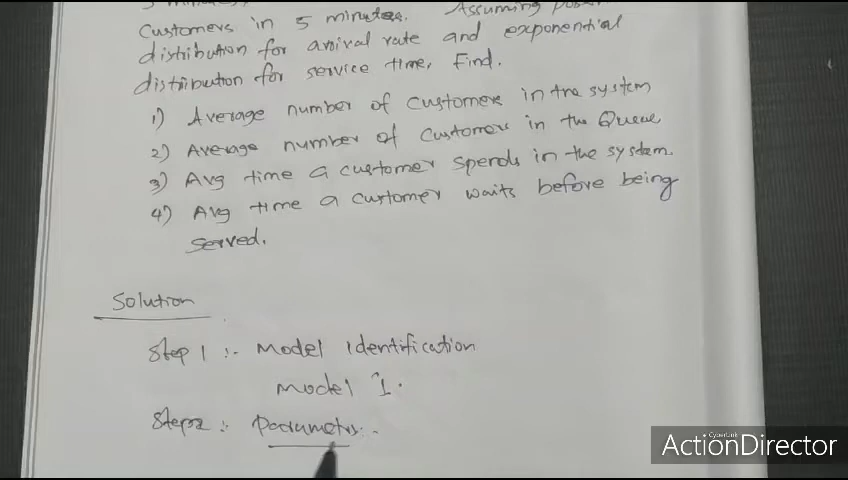 Customers in 5 minutes. Assuming
distribution for arrival rate and exponential
distribution for service time, Find.
1) Average number of customers in the system
2) Average number of customers in the Queue
3) Avg time a customer spends in the system.
4) Avg time a customer waits before being
served.
Solution
Step 1 :- Model Identification
Model 1.
Step2 :- Parameters:-
CyberLink
ActionDirector